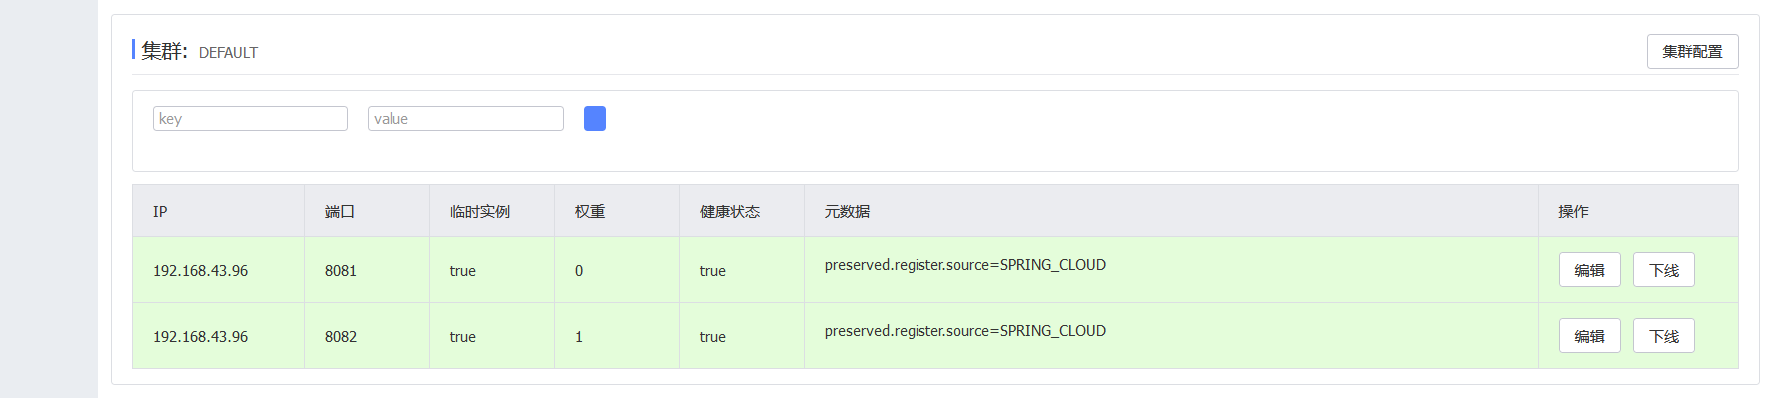 集群: DEFAULT 集群配置
key value
IP 端口 临时实例 权重 健康状态 元数据 操作
192.168.43.96 8081 true 0 true preserved.register.source=SPRING_CLOUD 编辑 下线
192.168.43.96 8082 true 1 true preserved.register.source=SPRING_CLOUD 编辑 下线